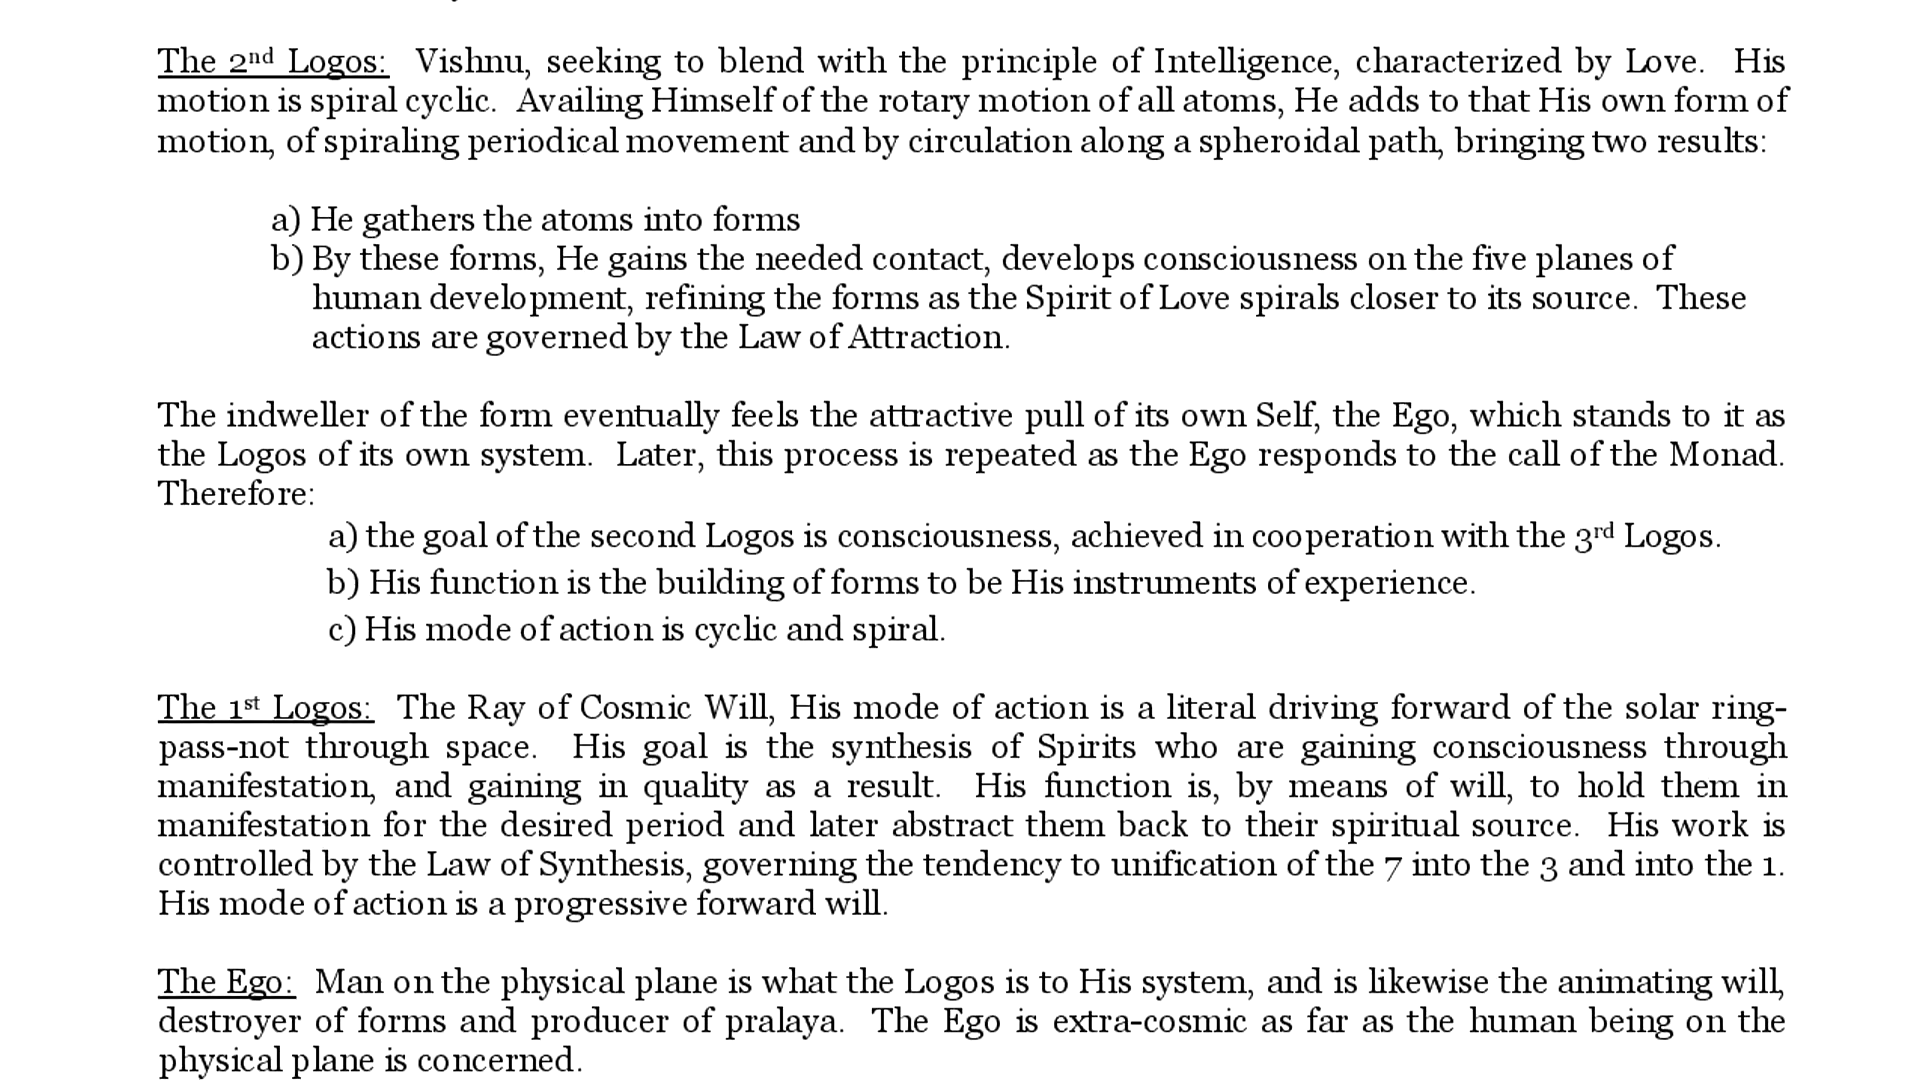 The 2nd Logos: Vishnu, seeking to blend with the principle of Intelligence, characterized by Love. His
motion is spiral cyclic. Availing Himself of the rotary motion of all atoms, He adds to that His own form of
motion, of spiraling periodical movement and by circulation along a spheroidal path, bringing two results:
a) He gathers the atoms into forms
b) By these forms, He gains the needed contact, develops consciousness on the five planes of
human development, refining the forms as the Spirit of Love spirals closer to its source. These
actions are governed by the Law of Attraction.
The indweller of the form eventually feels the attractive pull of its own Self, the Ego, which stands to it as
the Logos of its own system. Later, this process is repeated as the Ego responds to the call of the Monad.
Therefore:
a) the goal of the second Logos is consciousness, achieved in cooperation with the 3rd Logos.
b) His function is the building of forms to be His instruments of experience.
c) His mode of action is cyclic and spiral.
The 1st Logos: The Ray of Cosmic Will, His mode of action is a literal driving forward of the solar ring-
pass-not through space. His goal is the synthesis of Spirits who are gaining consciousness through
manifestation, and gaining in quality as a result. His function is, by means of will, to hold them in
manifestation for the desired period and later abstract them back to their spiritual source. His work is
controlled by the Law of Synthesis, governing the tendency to unification of the 7 into the 3 and into the 1.
His mode of action is a progressive forward will.
The Ego: Man on the physical plane is what the Logos is to His system, and is likewise the animating will,
destroyer of forms and producer of pralaya. The Ego is extra-cosmic as far as the human being on the
physical plane is concerned.